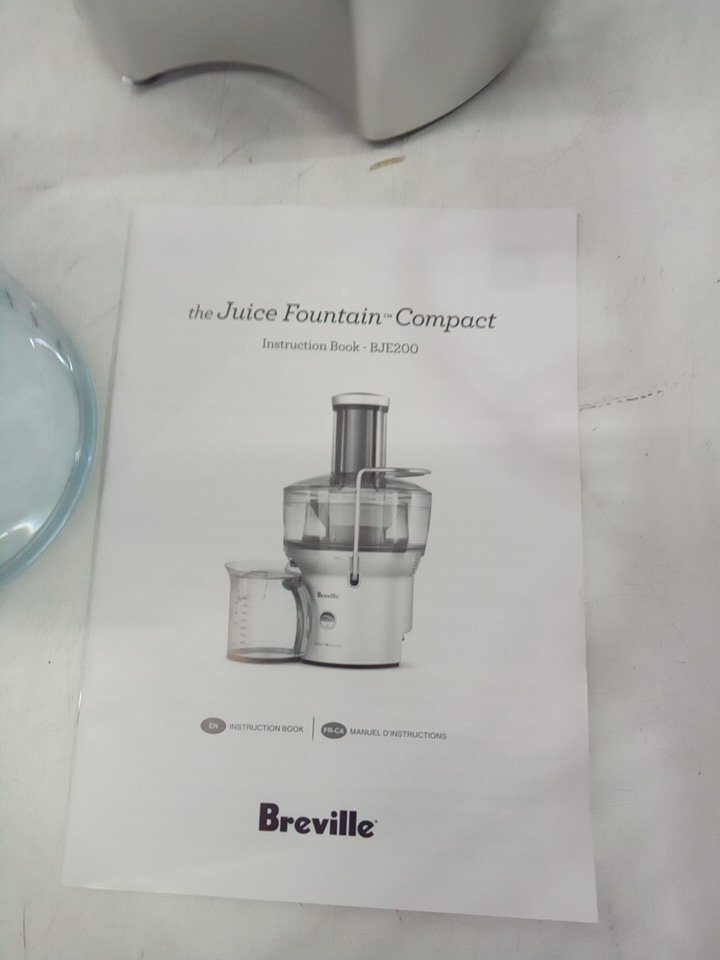 the Juice Fountain™ Compact
Instruction Book - BJE200
Breville
EN INSTRUCTION BOOK | FR-CA MANUEL D'INSTRUCTIONS
Breville®